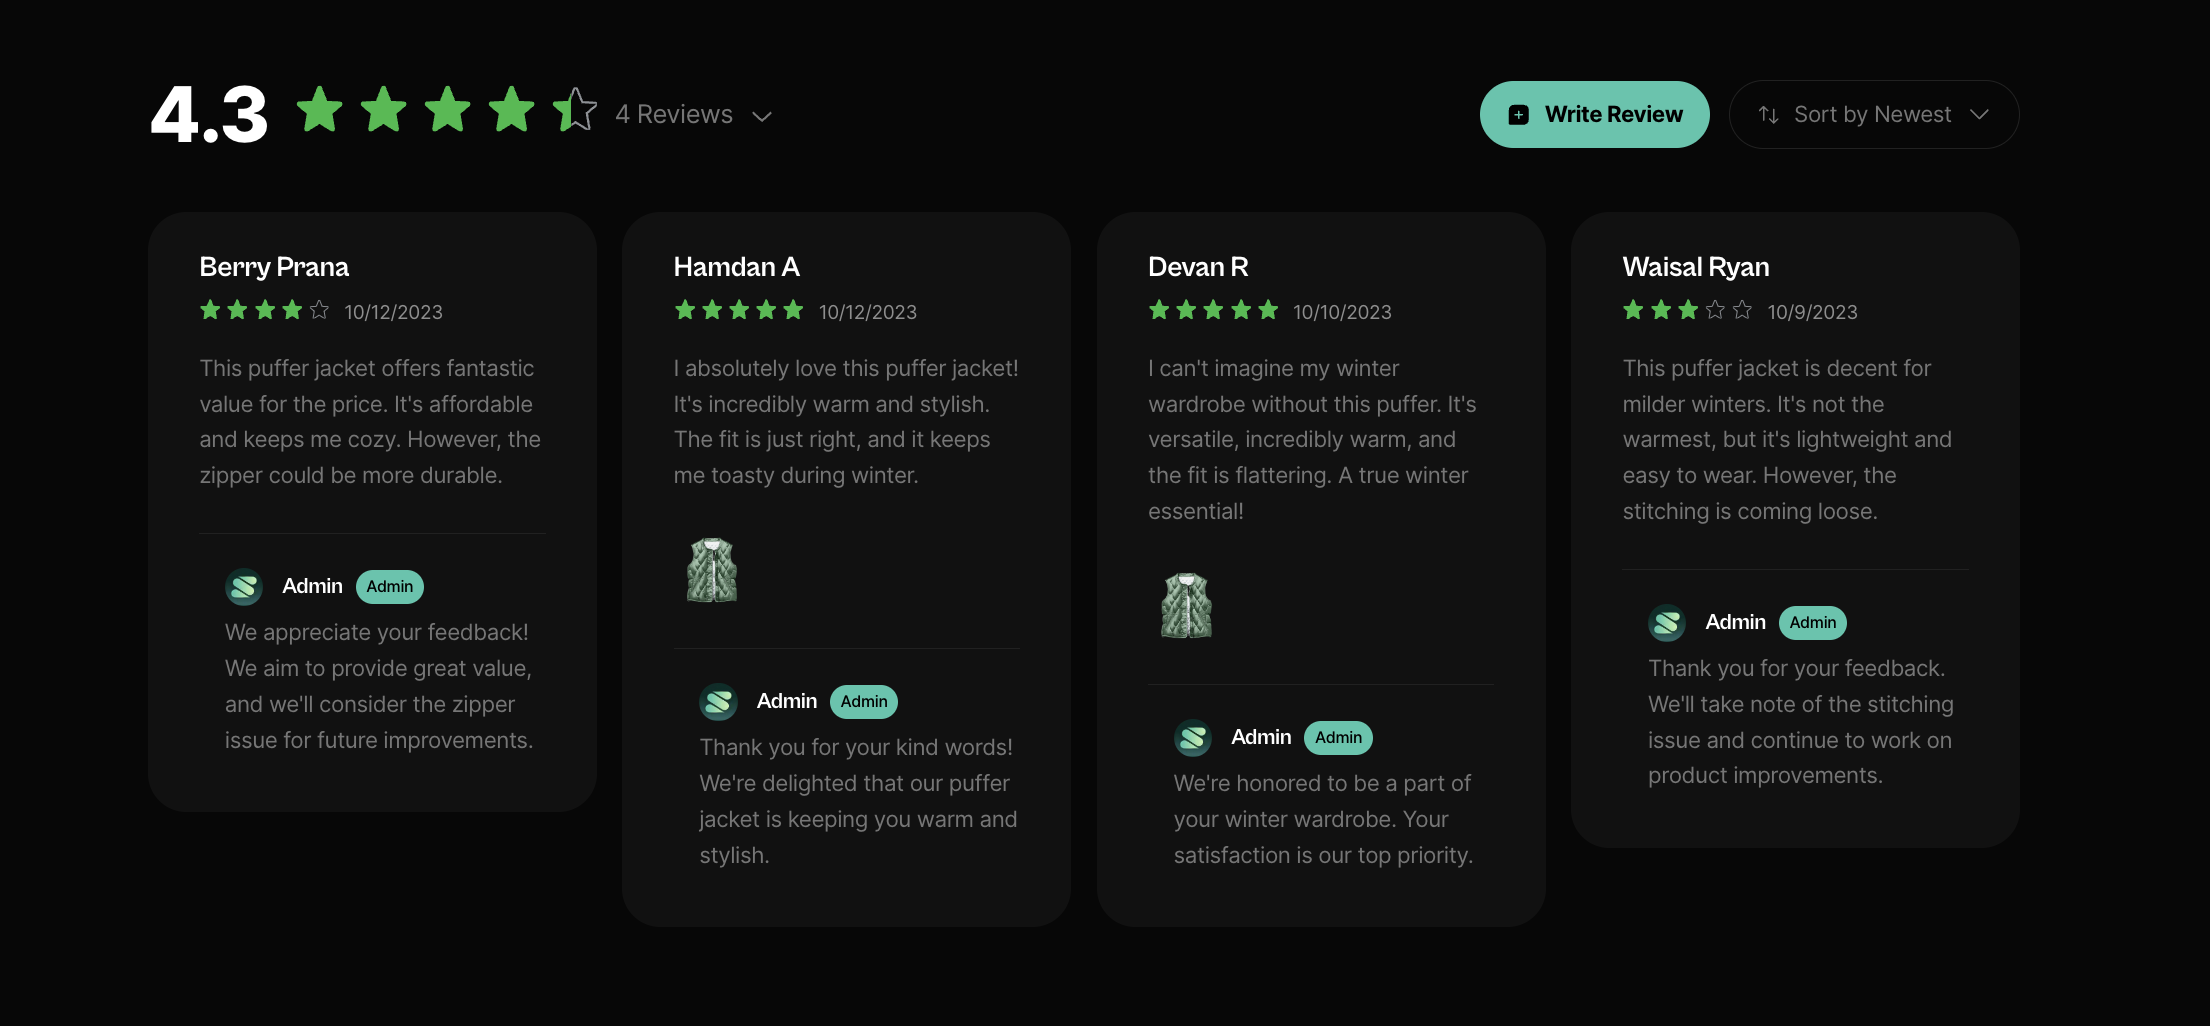 4.3
4 Reviews
Write Review
Sort by Newest
Berry Prana
10/12/2023
This puffer jacket offers fantastic
value for the price. It's affordable
and keeps me cozy. However, the
zipper could be more durable.
Admin Admin
We appreciate your feedback!
We aim to provide great value,
and we'll consider the zipper
issue for future improvements.
Hamdan A
10/12/2023
I absolutely love this puffer jacket!
It's incredibly warm and stylish.
The fit is just right, and it keeps
me toasty during winter.
Admin Admin
Thank you for your kind words!
We're delighted that our puffer
jacket is keeping you warm and
stylish.
Devan R
10/10/2023
I can't imagine my winter
wardrobe without this puffer. It's
versatile, incredibly warm, and
the fit is flattering. A true winter
essential!
Admin Admin
We're honored to be a part of
your winter wardrobe. Your
satisfaction is our top priority.
Waisal Ryan
10/9/2023
This puffer jacket is decent for
milder winters. It's not the
warmest, but it's lightweight and
easy to wear. However, the
stitching is coming loose.
Admin Admin
Thank you for your feedback.
We'll take note of the stitching
issue and continue to work on
product improvements.